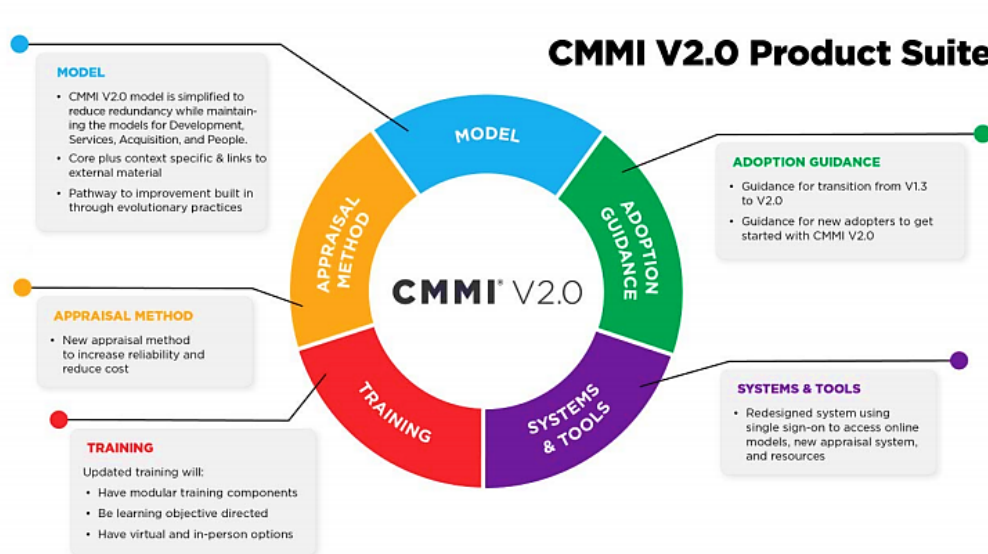 CMMI V2.0 Product Suite
MODEL
• CMMI V2.0 model is simplified to
reduce redundancy while maintain-
ing the models for Development,
Services, Acquisition, and People.
• Core plus context specific & links to
external material
• Pathway to improvement built in
through evolutionary practices
APPRAISAL METHOD
• New appraisal method
to increase reliability and
reduce cost
TRAINING
Updated training will:
• Have modular training components
• Be learning objective directed
• Have virtual and in-person options
MODEL
ADOPTION
GUIDANCE
SYSTEMS
& TOOLS
TRAINING
APPRAISAL
METHOD
CMMI® V2.0
ADOPTION GUIDANCE
• Guidance for transition from V1.3
to V2.0
• Guidance for new adopters to get
started with CMMI V2.0
SYSTEMS & TOOLS
• Redesigned system using
single sign-on to access online
models, new appraisal system,
and resources